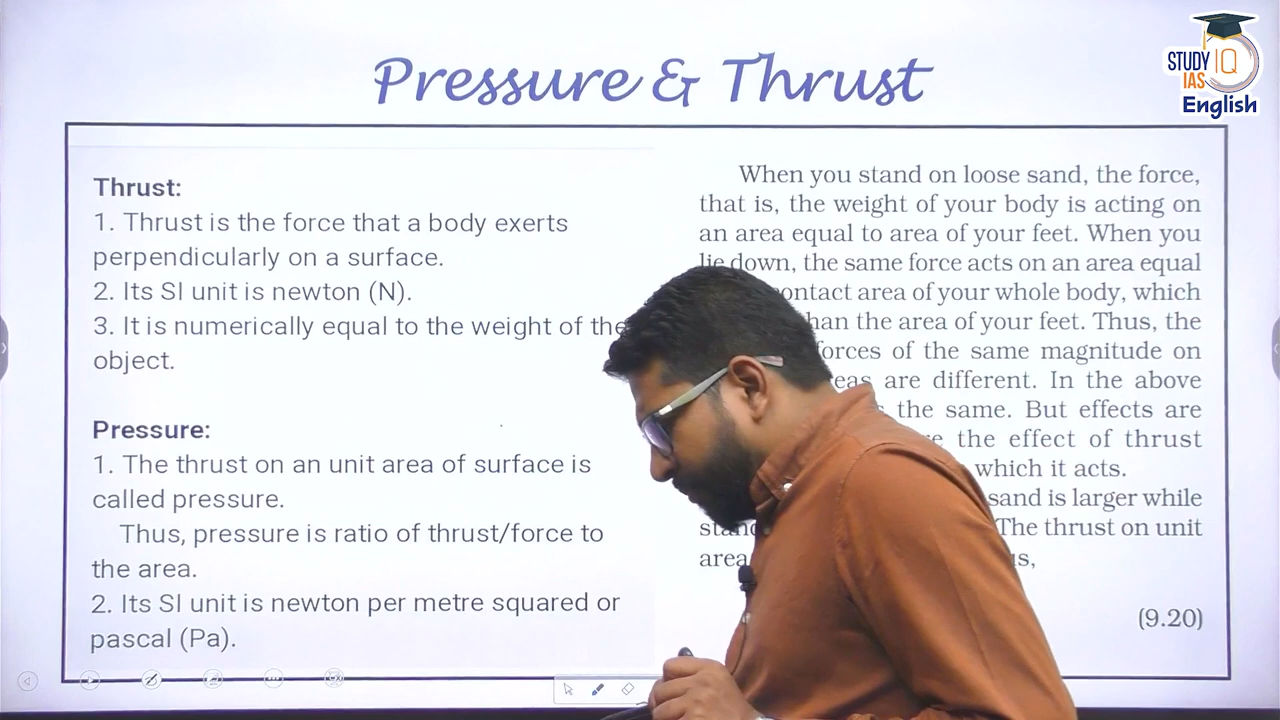 Pressure & Thrust
STUDY IQ
IAS
English
Thrust:
1. Thrust is the force that a body exerts
perpendicularly on a surface.
2. Its SI unit is newton (N).
3. It is numerically equal to the weight of the
object.
Pressure:
1. The thrust on an unit area of surface is
called pressure.
Thus, pressure is ratio of thrust/force to
the area.
2. Its SI unit is newton per metre squared or
pascal (Pa).
When you stand on loose sand, the force,
that is, the weight of your body is acting on
an area equal to area of your feet. When you
lie down, the same force acts on an area equal
contact area of your whole body, which
than the area of your feet. Thus, the
forces of the same magnitude on
are different. In the above
the same. But effects are
the effect of thrust
which it acts.
sand is larger while
The thrust on unit
area
(9.20)